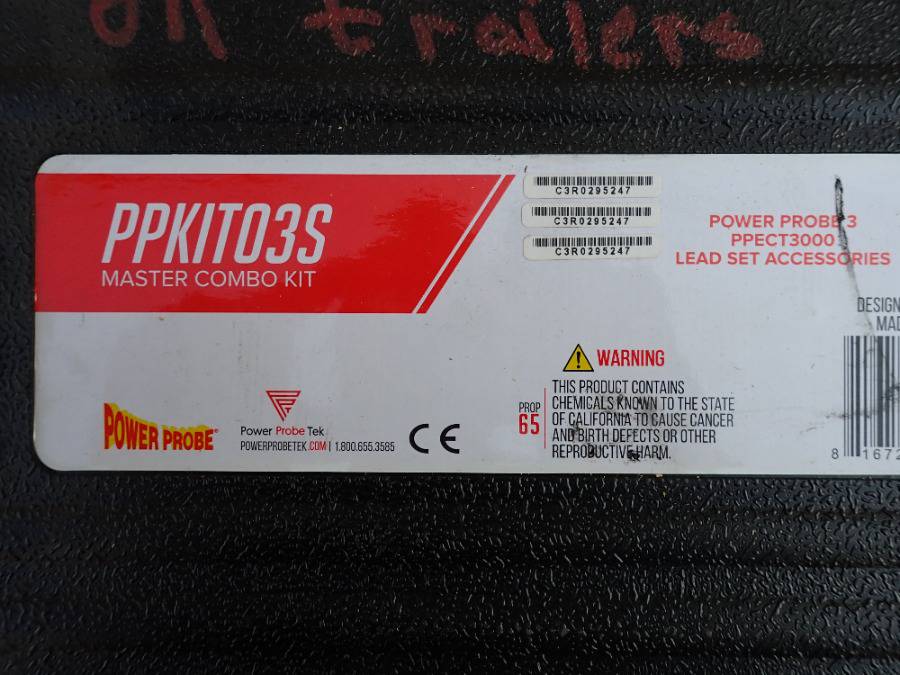 trailers
PPKIT03S
MASTER COMBO KIT
C3R0295247
C3R0295247
C3R0295247
POWER PROBE 3
PPECT3000
LEAD SET ACCESSORIES
DESIGN
MAD
WARNING
PROP
65
THIS PRODUCT CONTAINS
CHEMICALS KNOWN TO THE STATE
OF CALIFORNIA TO CAUSE CANCER
AND BIRTH DEFECTS OR OTHER
REPRODUCTIVE HARM.
POWER PROBE®
Power Probe Tek
POWERPROBETEK.COM | 1.800.655.3585
CE
8 1672